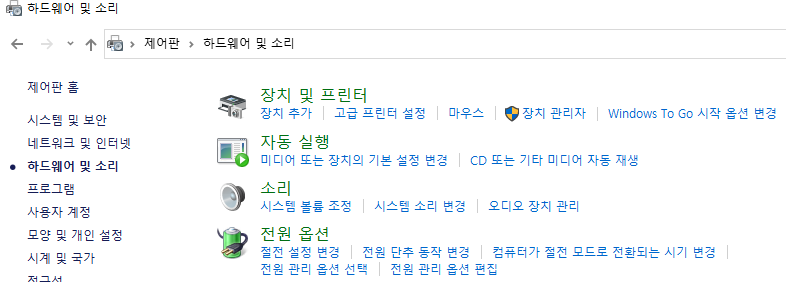 하드웨어 및 소리
제어판 > 하드웨어 및 소리
제어판 홈
시스템 및 보안
네트워크 및 인터넷
하드웨어 및 소리
프로그램
사용자 계정
모양 및 개인 설정
시계 및 국가
접근성
장치 및 프린터
장치 추가 | 고급 프린터 설정 | 마우스 | 장치 관리자 | Windows To Go 시작 옵션 변경
자동 실행
미디어 또는 장치의 기본 설정 변경 | CD 또는 기타 미디어 자동 재생
소리
시스템 볼륨 조정 | 시스템 소리 변경 | 오디오 장치 관리
전원 옵션
절전 설정 변경 | 전원 단추 동작 변경 | 컴퓨터가 절전 모드로 전환되는 시기 변경 |
전원 관리 옵션 선택 | 전원 관리 옵션 편집